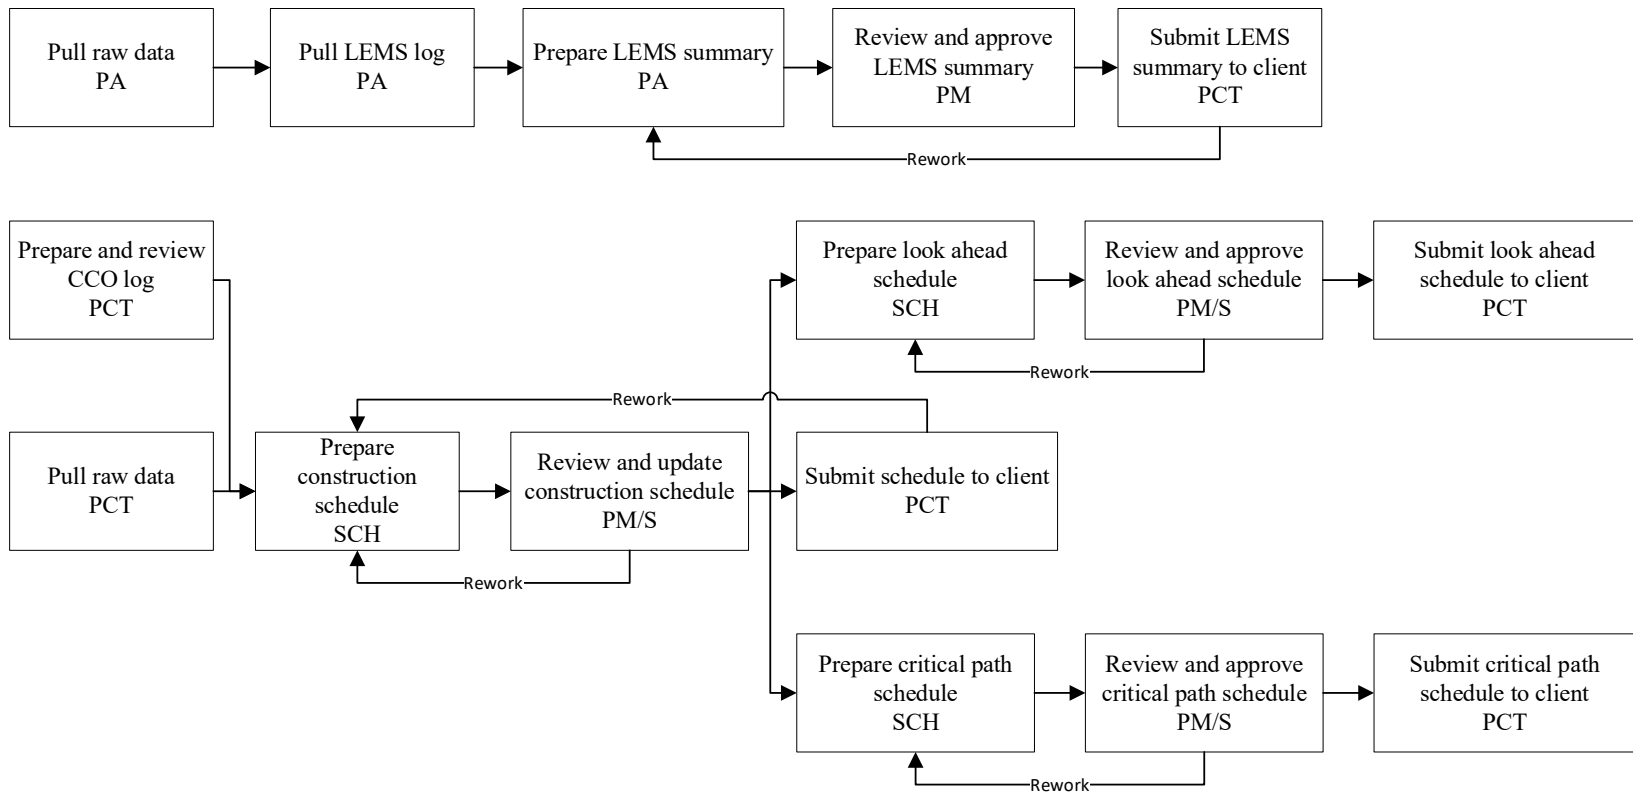 Pull raw data
PA
Pull LEMS log
PA
Prepare LEMS summary
PA
Review and approve
LEMS summary
PM
Submit LEMS
summary to client
PCT
Rework
Prepare and review
CCO log
PCT
Prepare look ahead
schedule
SCH
Review and approve
look ahead schedule
PM/S
Submit look ahead
schedule to client
PCT
Rework
Rework
Pull raw data
PCT
Prepare
construction
schedule
SCH
Review and update
construction schedule
PM/S
Submit schedule to client
PCT
Rework
Prepare critical path
schedule
SCH
Review and approve
critical path schedule
PM/S
Submit critical path
schedule to client
PCT
Rework